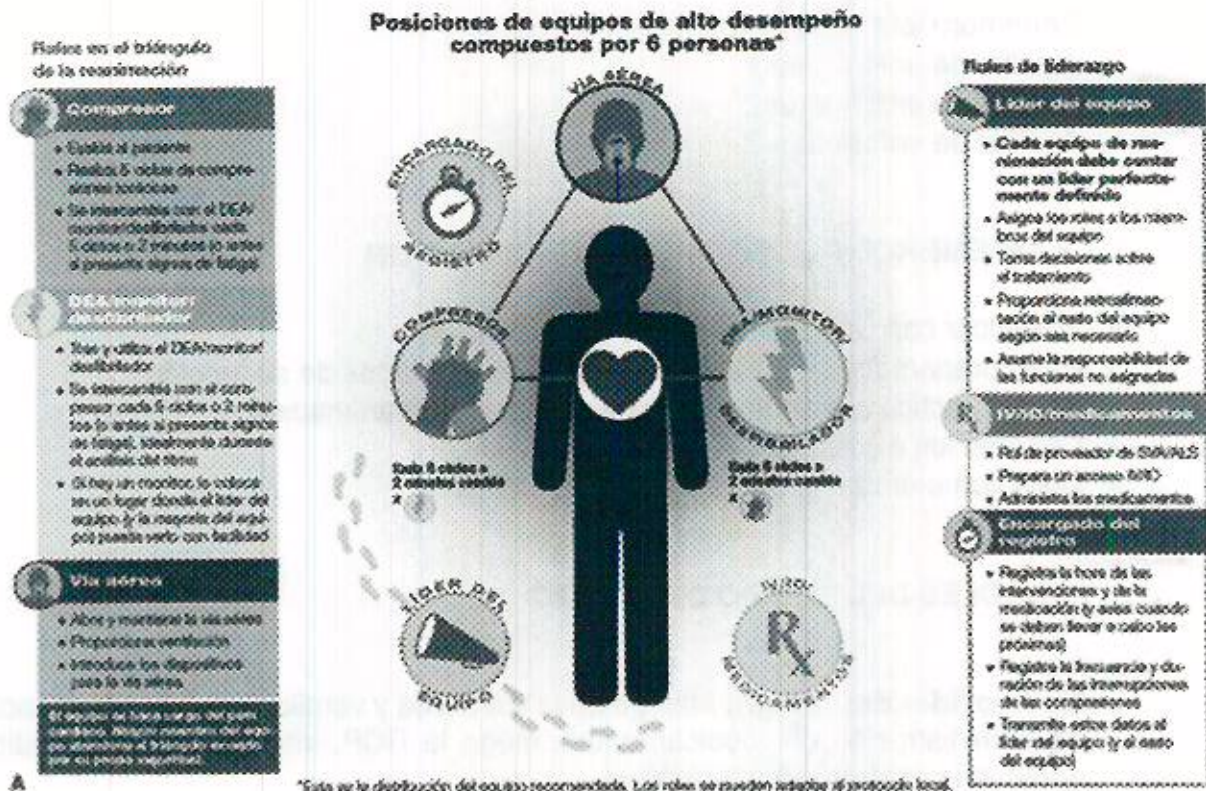 Posiciones de equipos de alto desempeño
compuestos por 6 personas*
Roles en el triángulo
de la reanimación
Compresor
• Evalúa al paciente
• Realiza 5 ciclos de compre-
siones torácicas
• Se intercambia con el DEA/
monitor/desfibrilador cada
5 ciclos o 2 minutos (o antes
si presenta signos de fatiga)
DEA/monitor/
desfibrilador
• Trae y utiliza el DEA/monitor/
desfibrilador
• Se intercambia con el com-
presor cada 5 ciclos o 2 minu-
tos (o antes si presenta signos
de fatiga), idealmente durante
el análisis del ritmo
• Si hay un monitor, lo coloca
en un lugar donde el líder del
equipo (y la mayoría del equi-
po) pueda verlo con facilidad
Vía aérea
• Abre y mantiene la vía aérea
• Proporciona ventilación
• Introduce los dispositivos
para la vía aérea
VÍA AÉREA
ENCARGADO DEL
REGISTRO
COMPRESOR
DEA/MONITOR/
DESFIBRILADOR
Cada 5 ciclos o
2 minutos cambie
x
Cada 5 ciclos o
2 minutos cambie
x
LÍDER DEL
EQUIPO
IV/IO/
MEDICAMENTOS
Roles de liderazgo
Líder del equipo
• Cada equipo de rea-
nimación debe contar
con un líder perfecta-
mente definido
• Asigna los roles a los miem-
bros del equipo
• Toma decisiones sobre
el tratamiento
• Proporciona retroalimen-
tación al resto del equipo
según sea necesario
• Asume la responsabilidad de
las funciones no asignadas
IV/IO/medicamentos
• Rol de proveedor de SVA/ALS
• Prepara un acceso IV/IO
• Administra los medicamentos
Encargado del
registro
• Registra la hora de las
intervenciones y de la
medicación (y avisa cuándo
se deben llevar a cabo las
próximas)
• Registra la frecuencia y du-
ración de las interrupciones
de las compresiones
• Transmite estos datos al
líder del equipo (y al resto
del equipo)
A
*Esta es la distribución del equipo recomendada. Los roles se pueden adaptar al protocolo local.